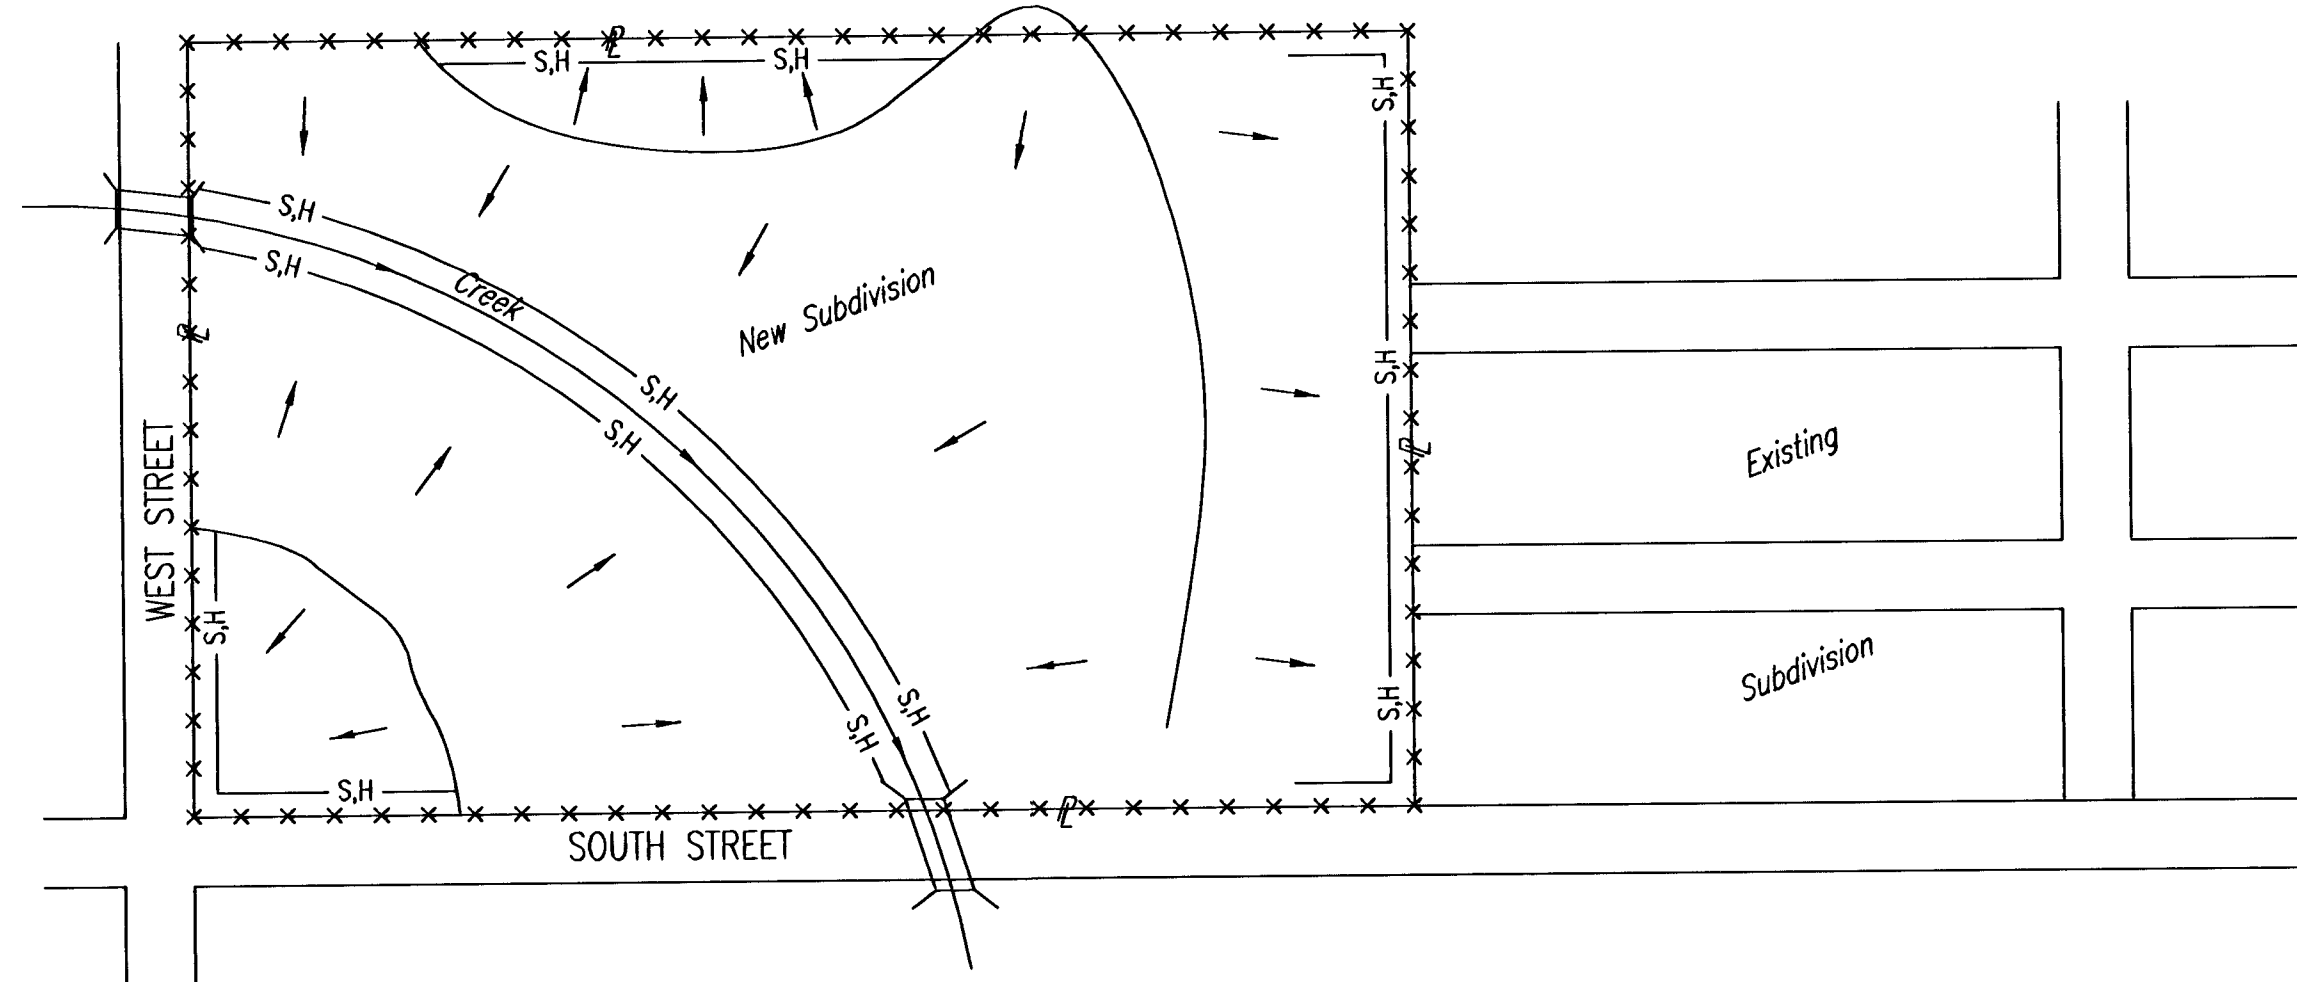 ℄
S,H
S,H
S,H
S,H
S,H
Creek
New Subdivision
℄
S,H
S,H
S,H
℄
WEST STREET
Existing
S,H
Subdivision
S,H
S,H
S,H
S,H
℄
SOUTH STREET